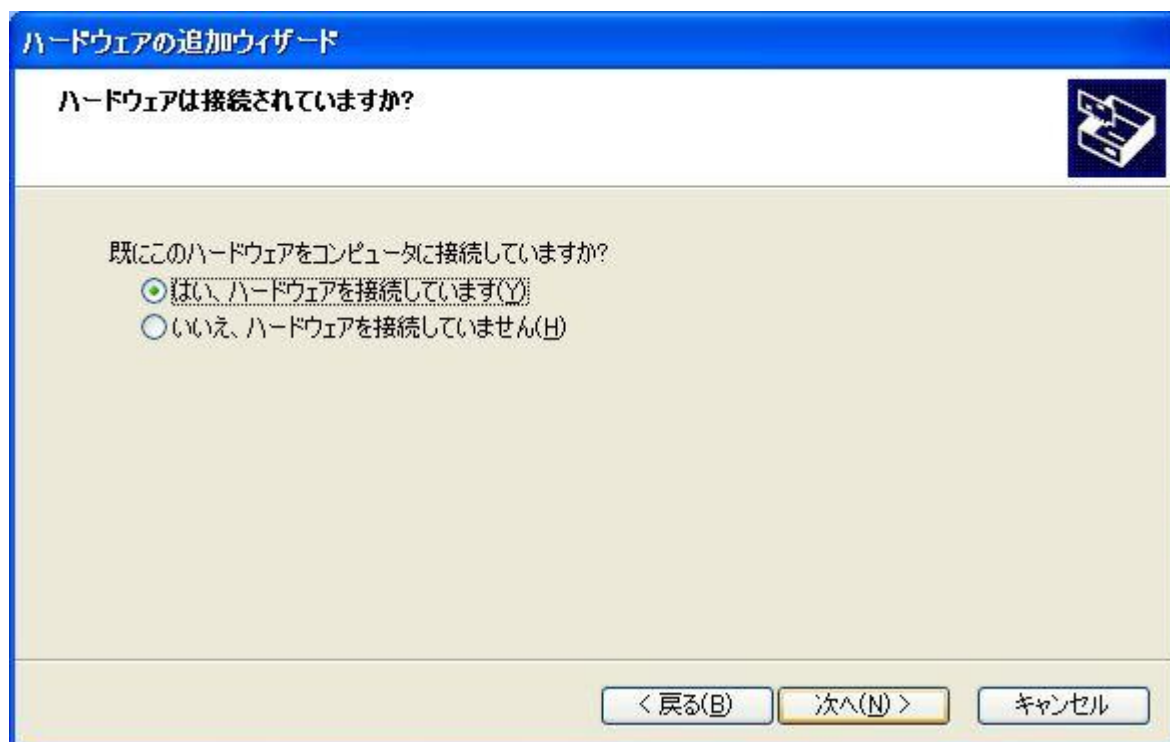 ハードウェアの追加ウィザード
ハードウェアは接続されていますか?
既にこのハードウェアをコンピュータに接続していますか?
はい、ハードウェアを接続しています(Y)
いいえ、ハードウェアを接続していません(H)
< 戻る(B)
次へ(N) >
キャンセル